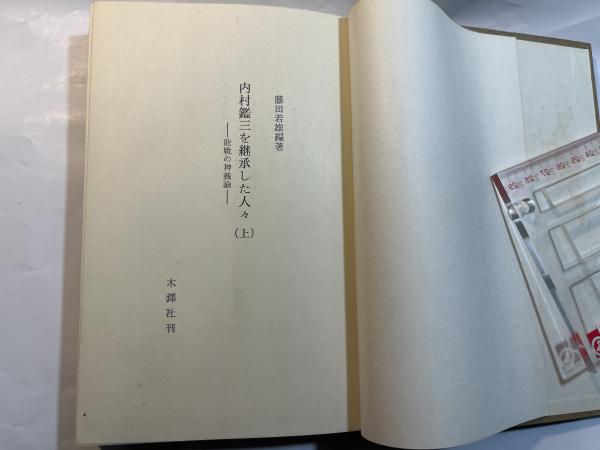 藤田若雄編著
内村鑑三を継承した人々(上)
――敗戦の神義論――
木鐸社刊